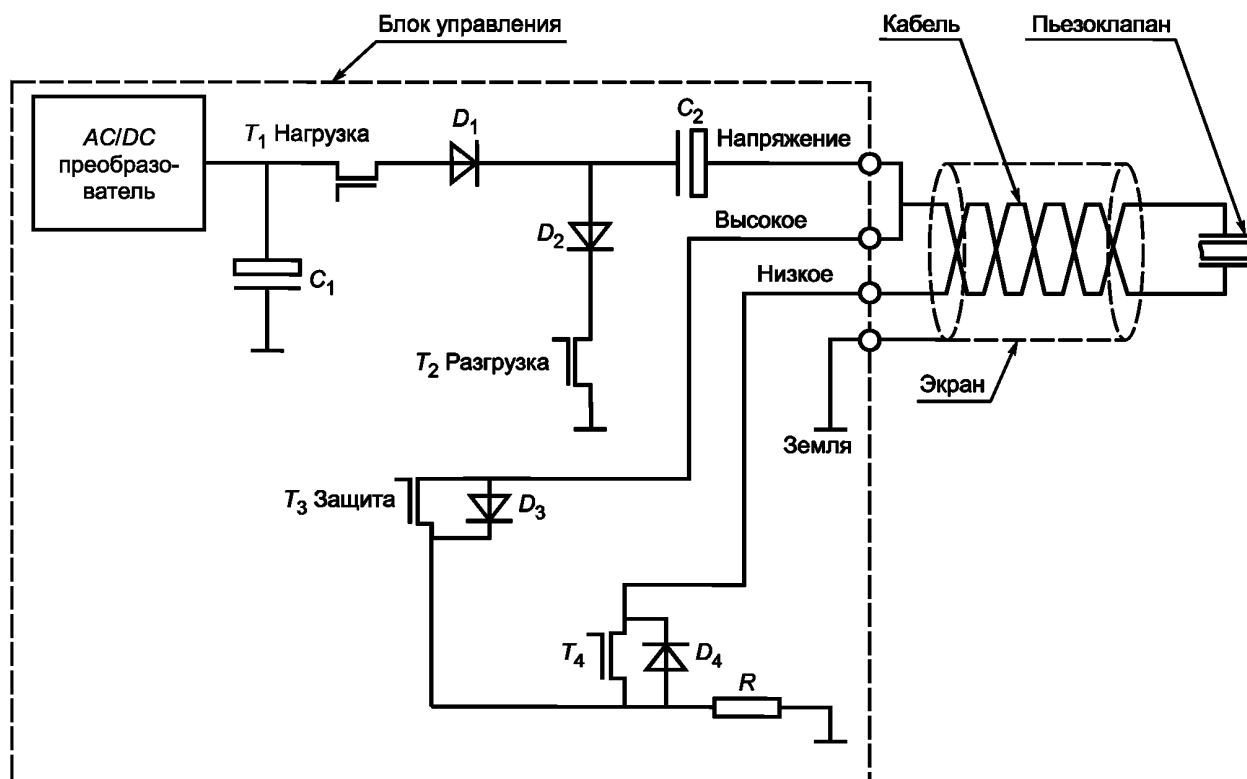 Блок управления
Кабель
Пьезоклапан
AC/DC
преобразо-
ватель
T1 Нагрузка
D1
C2
Напряжение
D2
Высокое
C1
Низкое
T2 Разгрузка
Экран
Земля
T3 Защита
D3
T4
D4
R